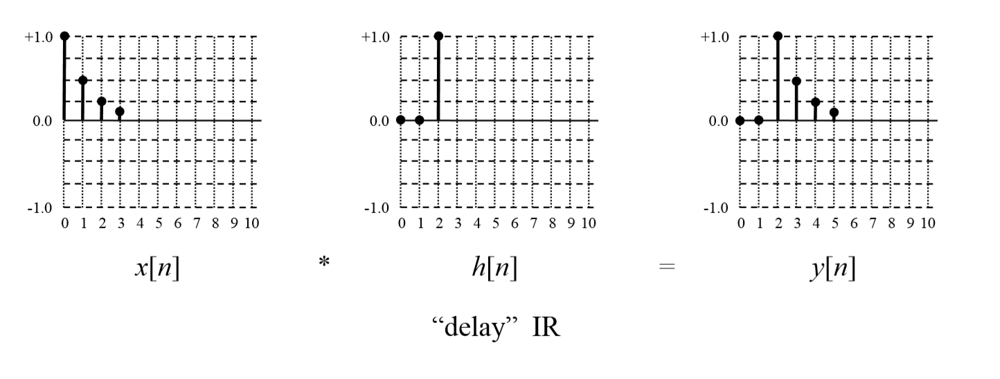 +1.0 +1.0 +1.0
0.0 0.0 0.0
-1.0 -1.0 -1.0
0 1 2 3 4 5 6 7 8 9 10 0 1 2 3 4 5 6 7 8 9 10 0 1 2 3 4 5 6 7 8 9 10
x[n] * h[n] = y[n]
“delay” IR